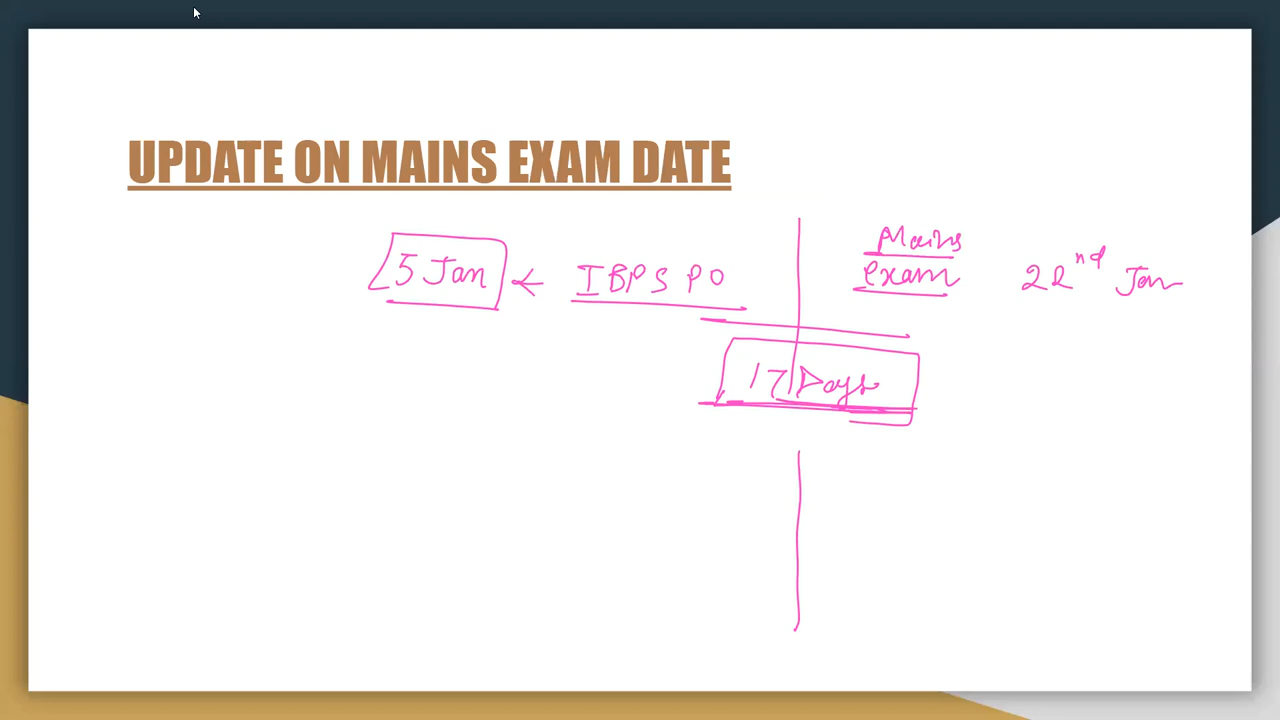 UPDATE ON MAINS EXAM DATE
5 Jan IBPS PO
Mains
exam 22nd Jan
17 Days